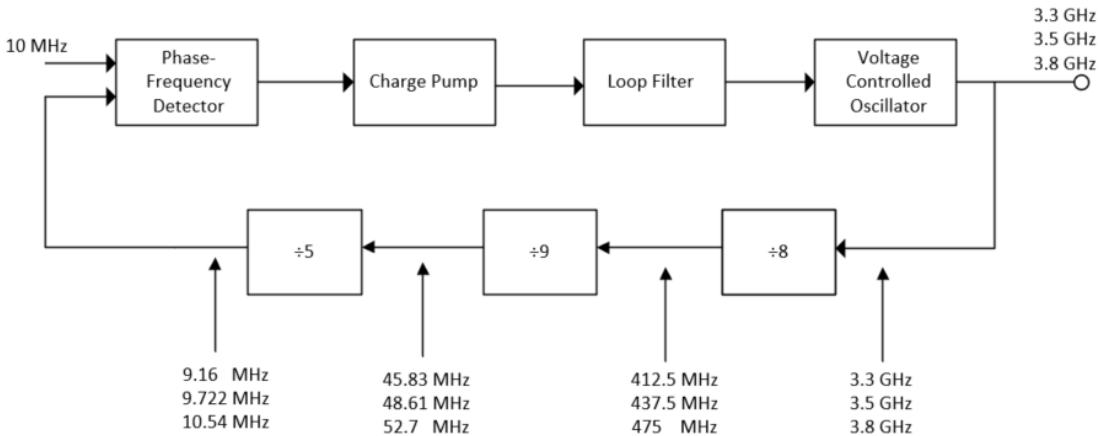 10 MHz
Phase-
Frequency
Detector
Charge Pump
Loop Filter
Voltage
Controlled
Oscillator
3.3 GHz
3.5 GHz
3.8 GHz
÷5
÷9
÷8
9.16 MHz
9.722 MHz
10.54 MHz
45.83 MHz
48.61 MHz
52.7 MHz
412.5 MHz
437.5 MHz
475 MHz
3.3 GHz
3.5 GHz
3.8 GHz